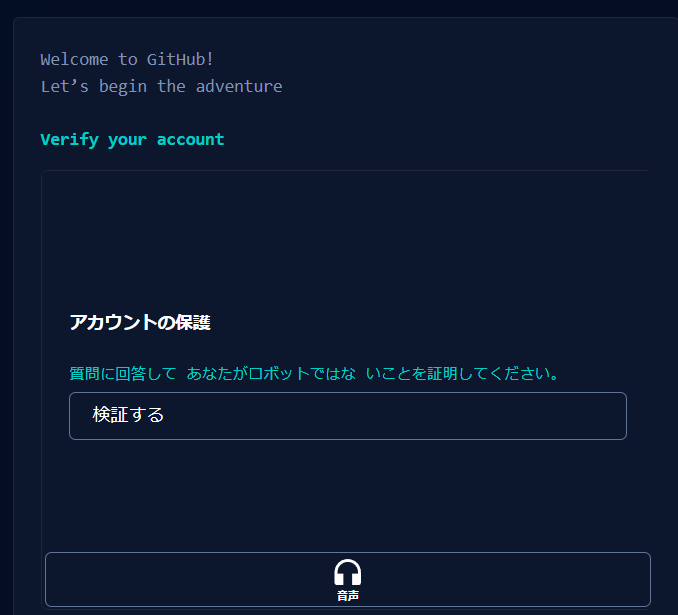 Welcome to GitHub!
Let’s begin the adventure
Verify your account
アカウントの保護
質問に回答して あなたがロボットではな いことを証明してください。
検証する
音声